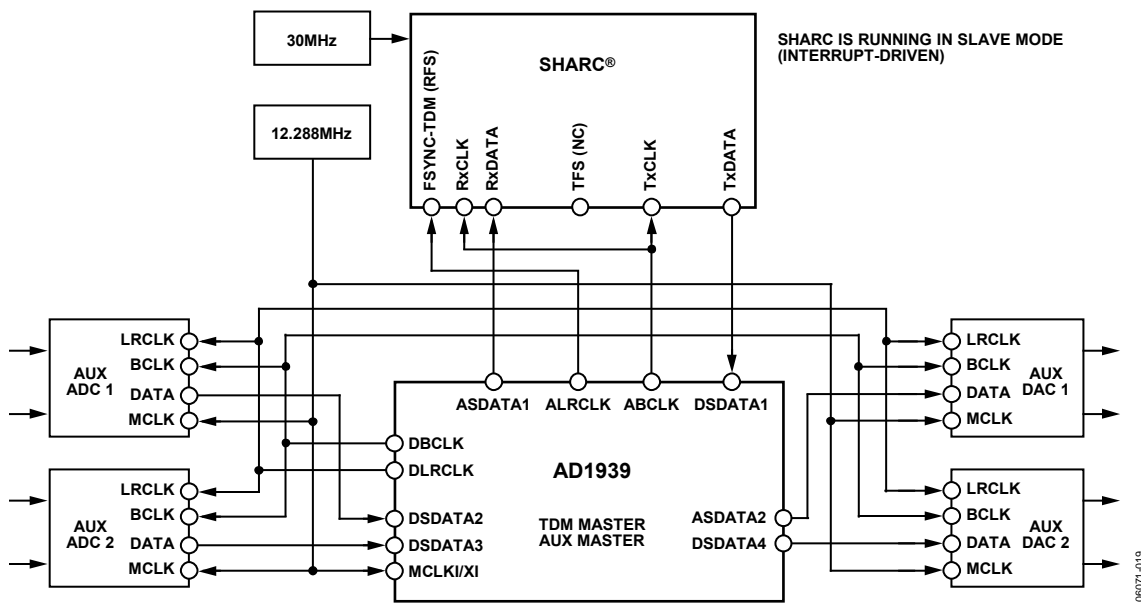 30MHz
12.288MHz
SHARC®
FSYNC-TDM (RFS)
RxCLK
RxDATA
TFS (NC)
TxCLK
TxDATA
SHARC IS RUNNING IN SLAVE MODE
(INTERRUPT-DRIVEN)
AUX
ADC 1
LRCLK
BCLK
DATA
MCLK
AUX
ADC 2
LRCLK
BCLK
DATA
MCLK
ASDATA1
ALRCLK
ABCLK
DSDATA1
DBCLK
DLRCLK
DSDATA2
DSDATA3
MCLKI/XI
AD1939
TDM MASTER
AUX MASTER
ASDATA2
DSDATA4
LRCLK
BCLK
DATA
MCLK
AUX
DAC 1
LRCLK
BCLK
DATA
MCLK
AUX
DAC 2
06071-019